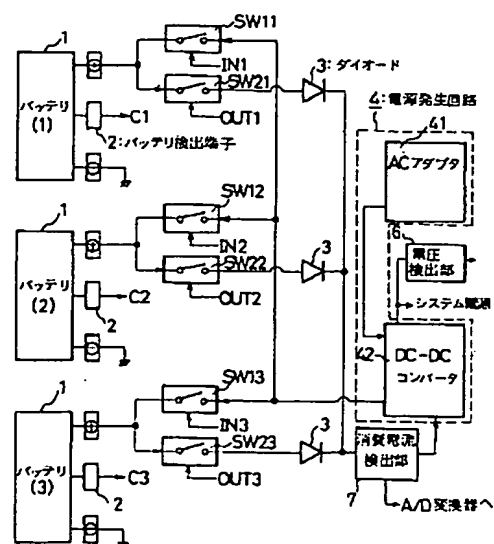 1
SW11
IN1
SW21
OUT1
3:ダイオード
バッテリ
(1)
C1
2:バッテリ検出端子
4:電源発生回路
41
ACアダプタ
1
SW12
IN2
SW22
OUT2
3
バッテリ
(2)
C2
2
6
電圧
検出部
システム電源
42
DC-DC
コンバータ
1
SW13
IN3
SW23
OUT3
3
バッテリ
(3)
C3
2
消費電流
検出部
7
A/D変換器へ